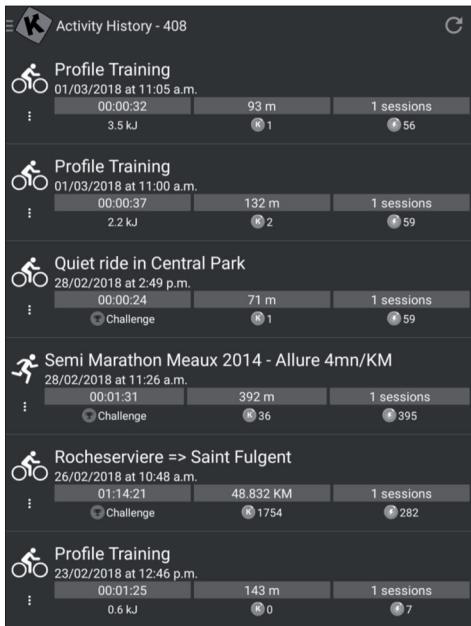 K Activity History - 408
Profile Training
01/03/2018 at 11:05 a.m.
00:00:32 93 m 1 sessions
3.5 kJ K 1 56
Profile Training
01/03/2018 at 11:00 a.m.
00:00:37 132 m 1 sessions
2.2 kJ K 2 59
Quiet ride in Central Park
28/02/2018 at 2:49 p.m.
00:00:24 71 m 1 sessions
Challenge K 1 59
Semi Marathon Meaux 2014 - Allure 4mn/KM
28/02/2018 at 11:26 a.m.
00:01:31 392 m 1 sessions
Challenge K 36 395
Rocheserviere => Saint Fulgent
26/02/2018 at 10:48 a.m.
01:14:21 48.832 KM 1 sessions
Challenge K 1754 282
Profile Training
23/02/2018 at 12:46 p.m.
00:01:25 143 m 1 sessions
0.6 kJ K 0 7